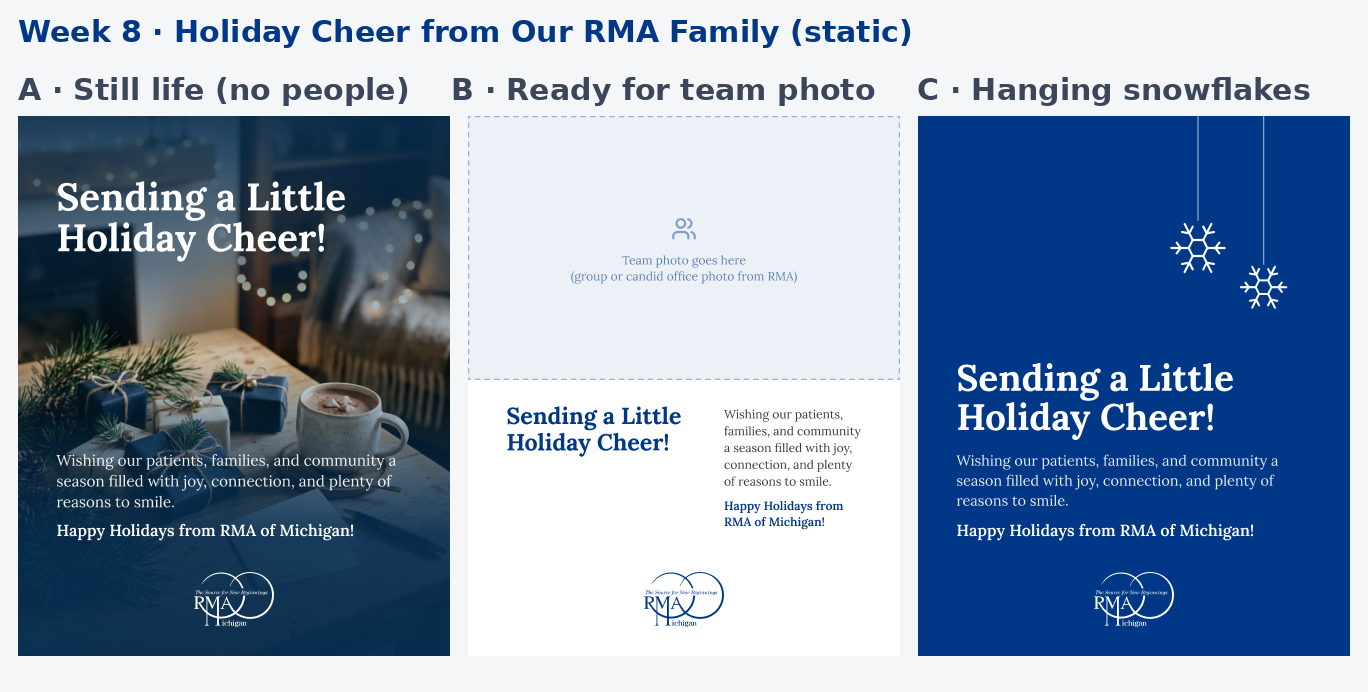 Week 8 · Holiday Cheer from Our RMA Family (static)
A · Still life (no people)
Sending a Little
Holiday Cheer!
Wishing our patients, families, and community a
season filled with joy, connection, and plenty of
reasons to smile.
Happy Holidays from RMA of Michigan!
The Source for New Beginnings
RMA
Michigan
B · Ready for team photo
Team photo goes here
(group or candid office photo from RMA)
Sending a Little
Holiday Cheer!
Wishing our patients,
families, and community
a season filled with joy,
connection, and plenty
of reasons to smile.
Happy Holidays from
RMA of Michigan!
The Source for New Beginnings
RMA
Michigan
C · Hanging snowflakes
Sending a Little
Holiday Cheer!
Wishing our patients, families, and community a
season filled with joy, connection, and plenty of
reasons to smile.
Happy Holidays from RMA of Michigan!
The Source for New Beginnings
RMA
Michigan